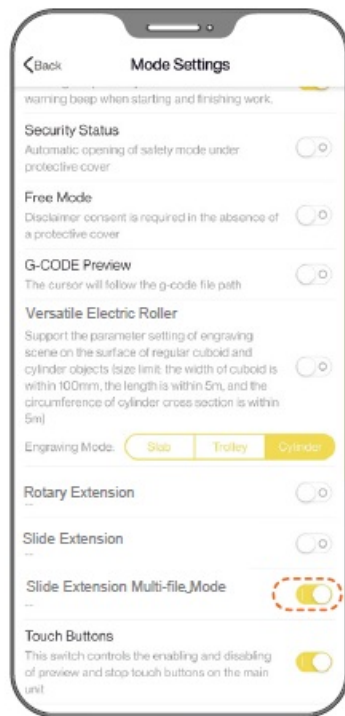 Back
Mode Settings
warning beep when starting and finishing work.
Security Status
Automatic opening of safety mode under
protective cover
Free Mode
Disclaimer consent is required in the absence of
a protective cover
G-CODE Preview
The cursor will follow the g-code file path
Versatile Electric Roller
Support the parameter setting of engraving
scene on the surface of regular cuboid and
cylinder objects (size limit: the width of cuboid is
within 100mm, the length is within 5m, and the
circumference of cylinder cross section is within
5m)
Engraving Mode: Slab Trolley Cylinder
Rotary Extension
--
Slide Extension
--
Slide Extension Multi-file_Mode
--
Touch Buttons
This switch controls the enabling and disabling
of preview and stop touch buttons on the main
unit